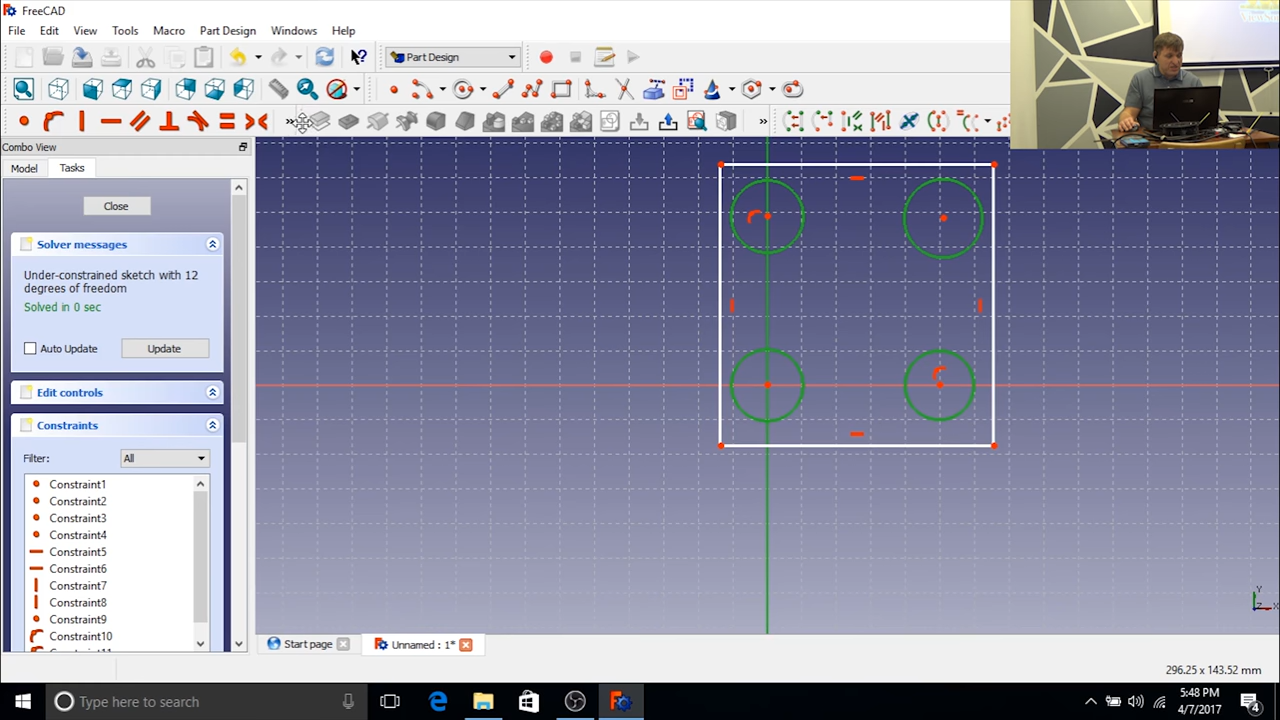 FreeCAD
File Edit View Tools Macro Part Design Windows Help
Part Design
Combo View
Model Tasks
Close
Solver messages
Under-constrained sketch with 12
degrees of freedom
Solved in 0 sec
Auto Update Update
Edit controls
Constraints
Filter: All
Constraint1
Constraint2
Constraint3
Constraint4
Constraint5
Constraint6
Constraint7
Constraint8
Constraint9
Constraint10
Y
Z X
Start page Unnamed : 1*
296.25 x 143.52 mm
Type here to search
5:48 PM
4/7/2017
4